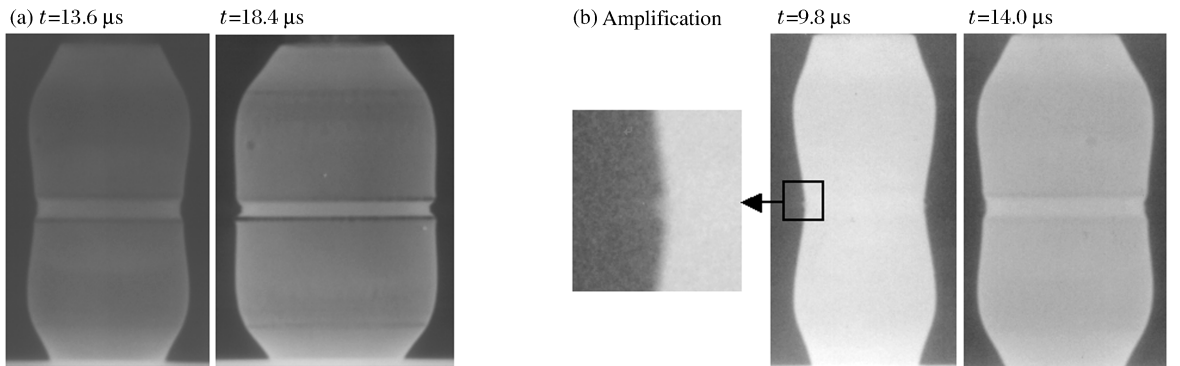 (a) t=13.6 μs t=18.4 μs (b) Amplification t=9.8 μs t=14.0 μs